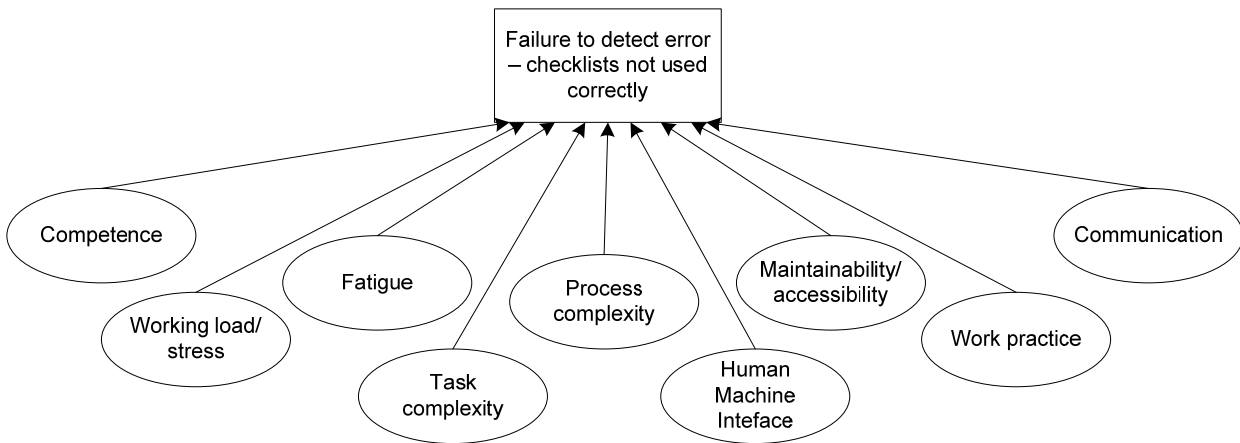 Failure to detect error
– checklists not used
correctly
Competence
Communication
Fatigue
Maintainability/
accessibility
Process
complexity
Working load/
stress
Work practice
Task
complexity
Human
Machine
Inteface